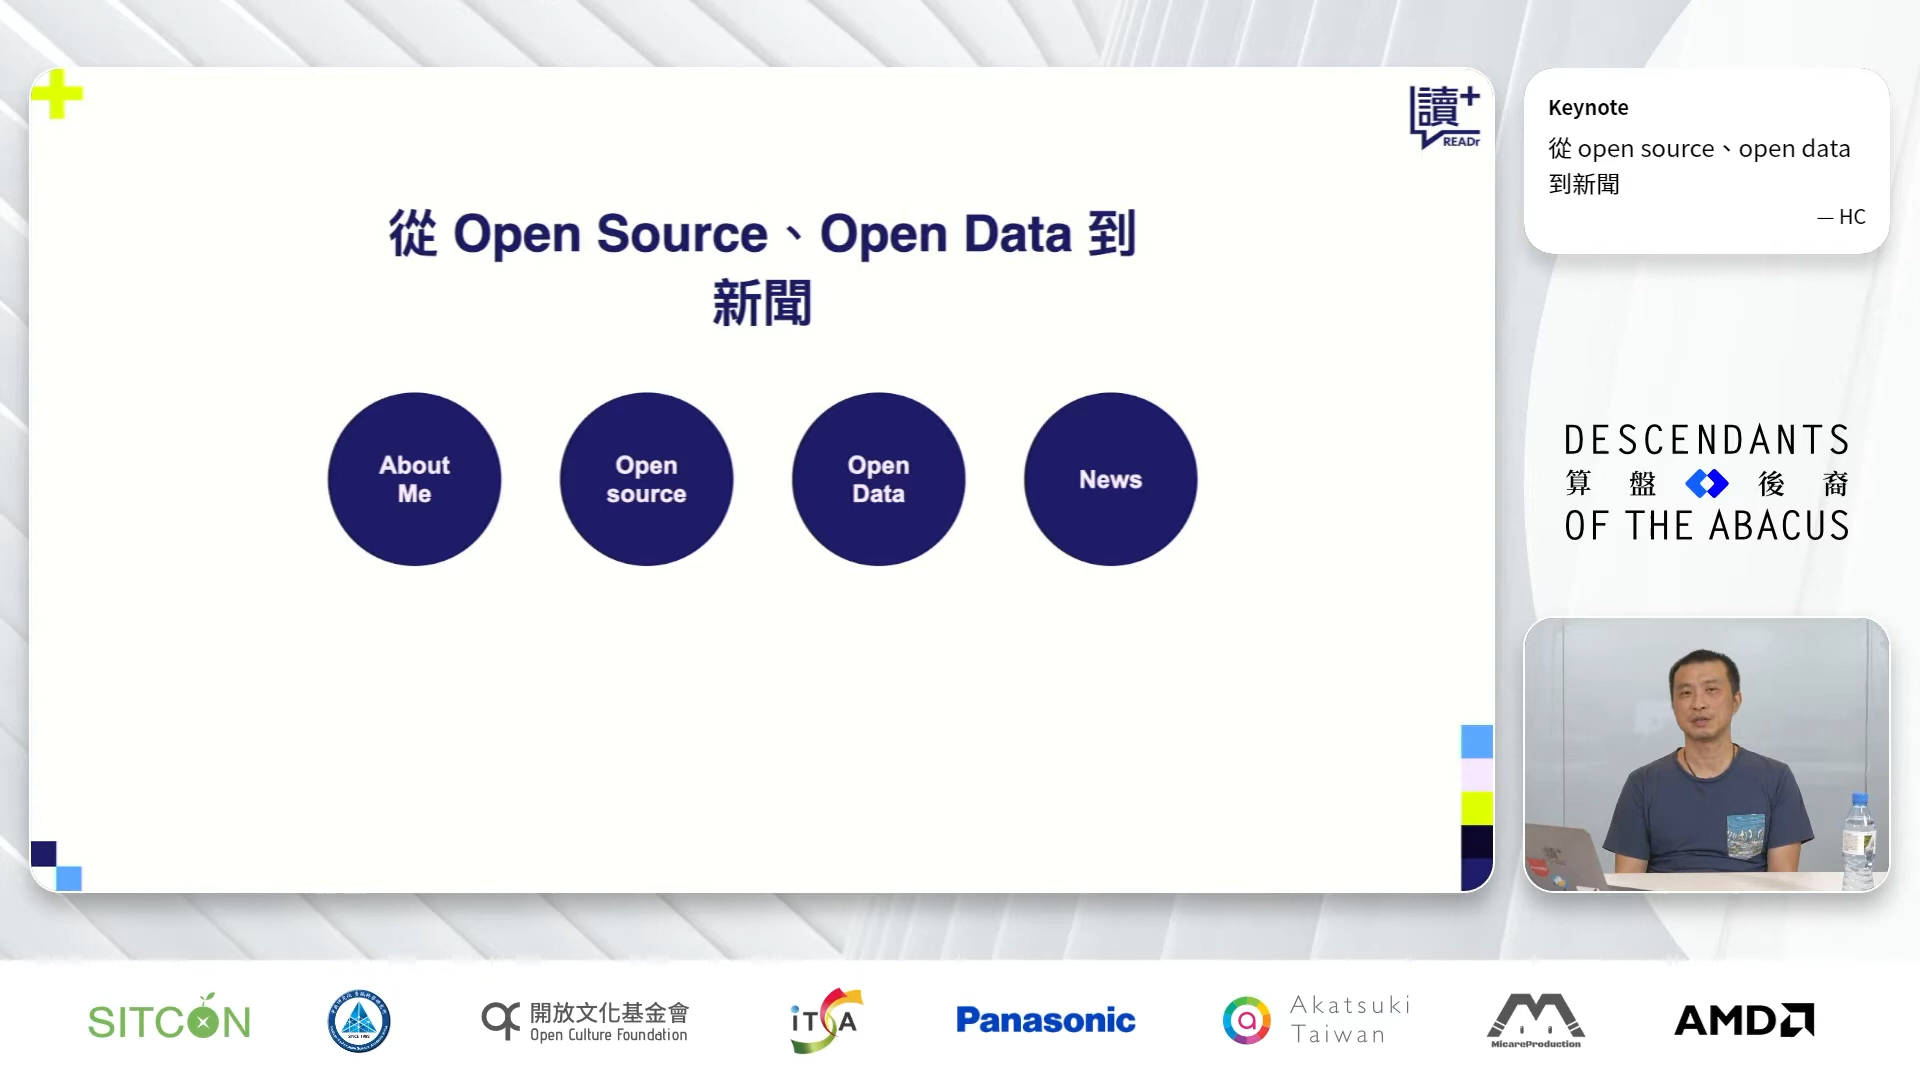 讀+
READr
從 Open Source、Open Data 到
新聞
About
Me
Open
source
Open
Data
News
Keynote
從 open source、open data
到新聞
— HC
DESCENDANTS
算盤後裔
OF THE ABACUS
SITCON
開放文化基金會
Open Culture Foundation
iTSA
Panasonic
Akatsuki
Taiwan
MicareProduction
AMD